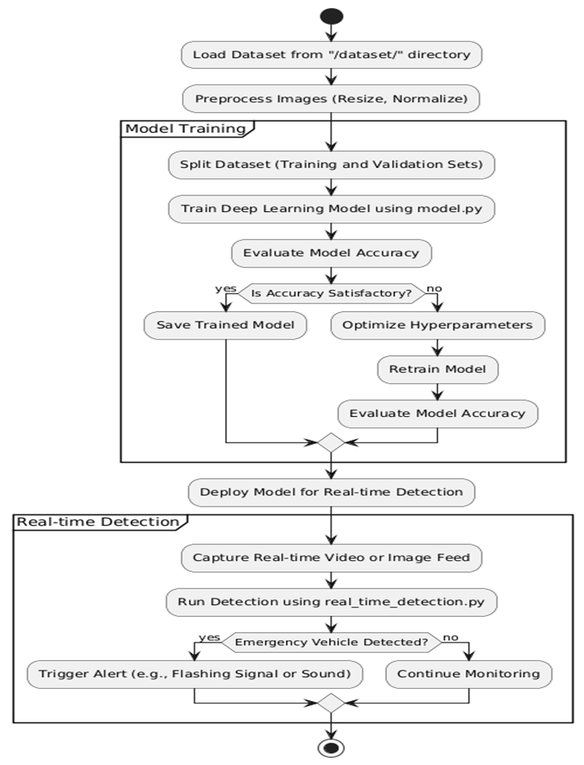 Load Dataset from "/dataset/" directory
Preprocess Images (Resize, Normalize)
Model Training
Split Dataset (Training and Validation Sets)
Train Deep Learning Model using model.py
Evaluate Model Accuracy
yes
Is Accuracy Satisfactory?
no
Save Trained Model
Optimize Hyperparameters
Retrain Model
Evaluate Model Accuracy
Deploy Model for Real-time Detection
Real-time Detection
Capture Real-time Video or Image Feed
Run Detection using real_time_detection.py
yes
Emergency Vehicle Detected?
no
Trigger Alert (e.g., Flashing Signal or Sound)
Continue Monitoring